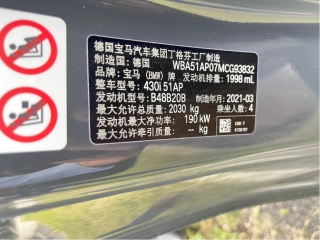 德国宝马汽车集团丁格芬工厂制造
制造国：德国 WBA51AP07MCG93832
品牌：宝马 (BMW) 牌 发动机排量：1998 mL
整车型号：430i 51AP
发动机型号：B48B20B 制造年月：2021-03
最大允许总质量：2030 kg 乘坐人数：4
发动机最大净功率：190 kW
最大允许牵引质量：-- kg